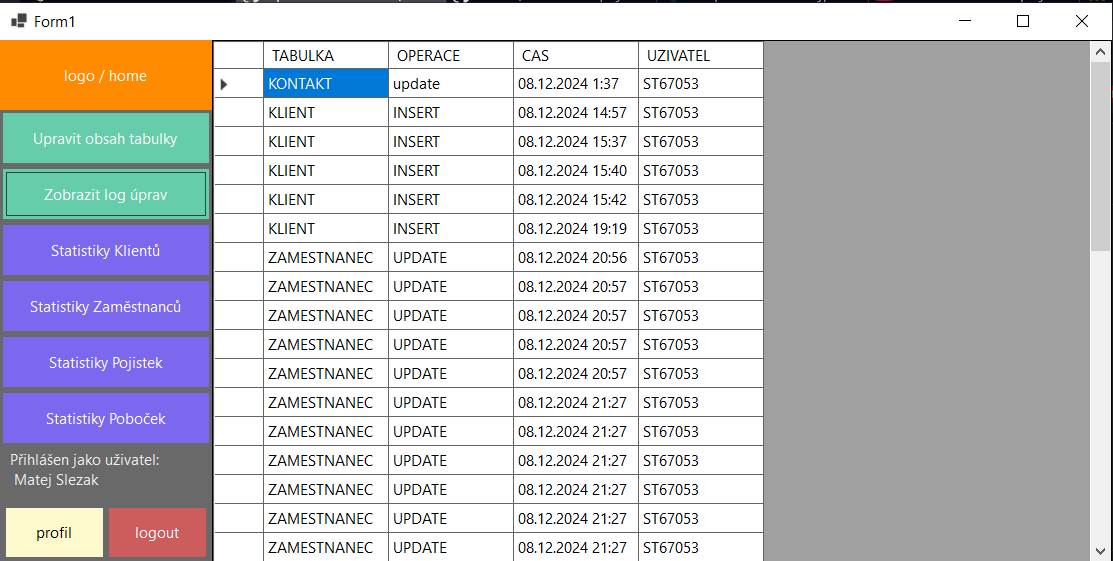 Form1
logo / home
Upravit obsah tabulky
Zobrazit log úprav
Statistiky Klientů
Statistiky Zaměstnanců
Statistiky Pojistek
Statistiky Poboček
Přihlášen jako uživatel:
Matej Slezak
profil
logout
TABULKA OPERACE CAS UZIVATEL
KONTAKT update 08.12.2024 1:37 ST67053
KLIENT INSERT 08.12.2024 14:57 ST67053
KLIENT INSERT 08.12.2024 15:37 ST67053
KLIENT INSERT 08.12.2024 15:40 ST67053
KLIENT INSERT 08.12.2024 15:42 ST67053
KLIENT INSERT 08.12.2024 19:19 ST67053
ZAMESTNANEC UPDATE 08.12.2024 20:56 ST67053
ZAMESTNANEC UPDATE 08.12.2024 20:57 ST67053
ZAMESTNANEC UPDATE 08.12.2024 20:57 ST67053
ZAMESTNANEC UPDATE 08.12.2024 20:57 ST67053
ZAMESTNANEC UPDATE 08.12.2024 20:57 ST67053
ZAMESTNANEC UPDATE 08.12.2024 21:27 ST67053
ZAMESTNANEC UPDATE 08.12.2024 21:27 ST67053
ZAMESTNANEC UPDATE 08.12.2024 21:27 ST67053
ZAMESTNANEC UPDATE 08.12.2024 21:27 ST67053
ZAMESTNANEC UPDATE 08.12.2024 21:27 ST67053
ZAMESTNANEC UPDATE 08.12.2024 21:27 ST67053